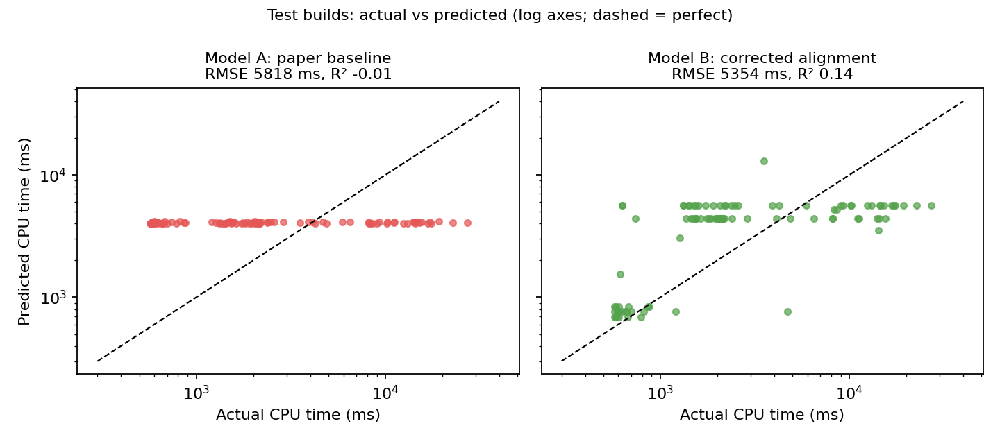 Test builds: actual vs predicted (log axes; dashed = perfect)
Model A: paper baseline
RMSE 5818 ms, R² -0.01
Model B: corrected alignment
RMSE 5354 ms, R² 0.14
Predicted CPU time (ms)
10⁴
10³
10³ 10⁴
10³ 10⁴
Actual CPU time (ms)
Actual CPU time (ms)